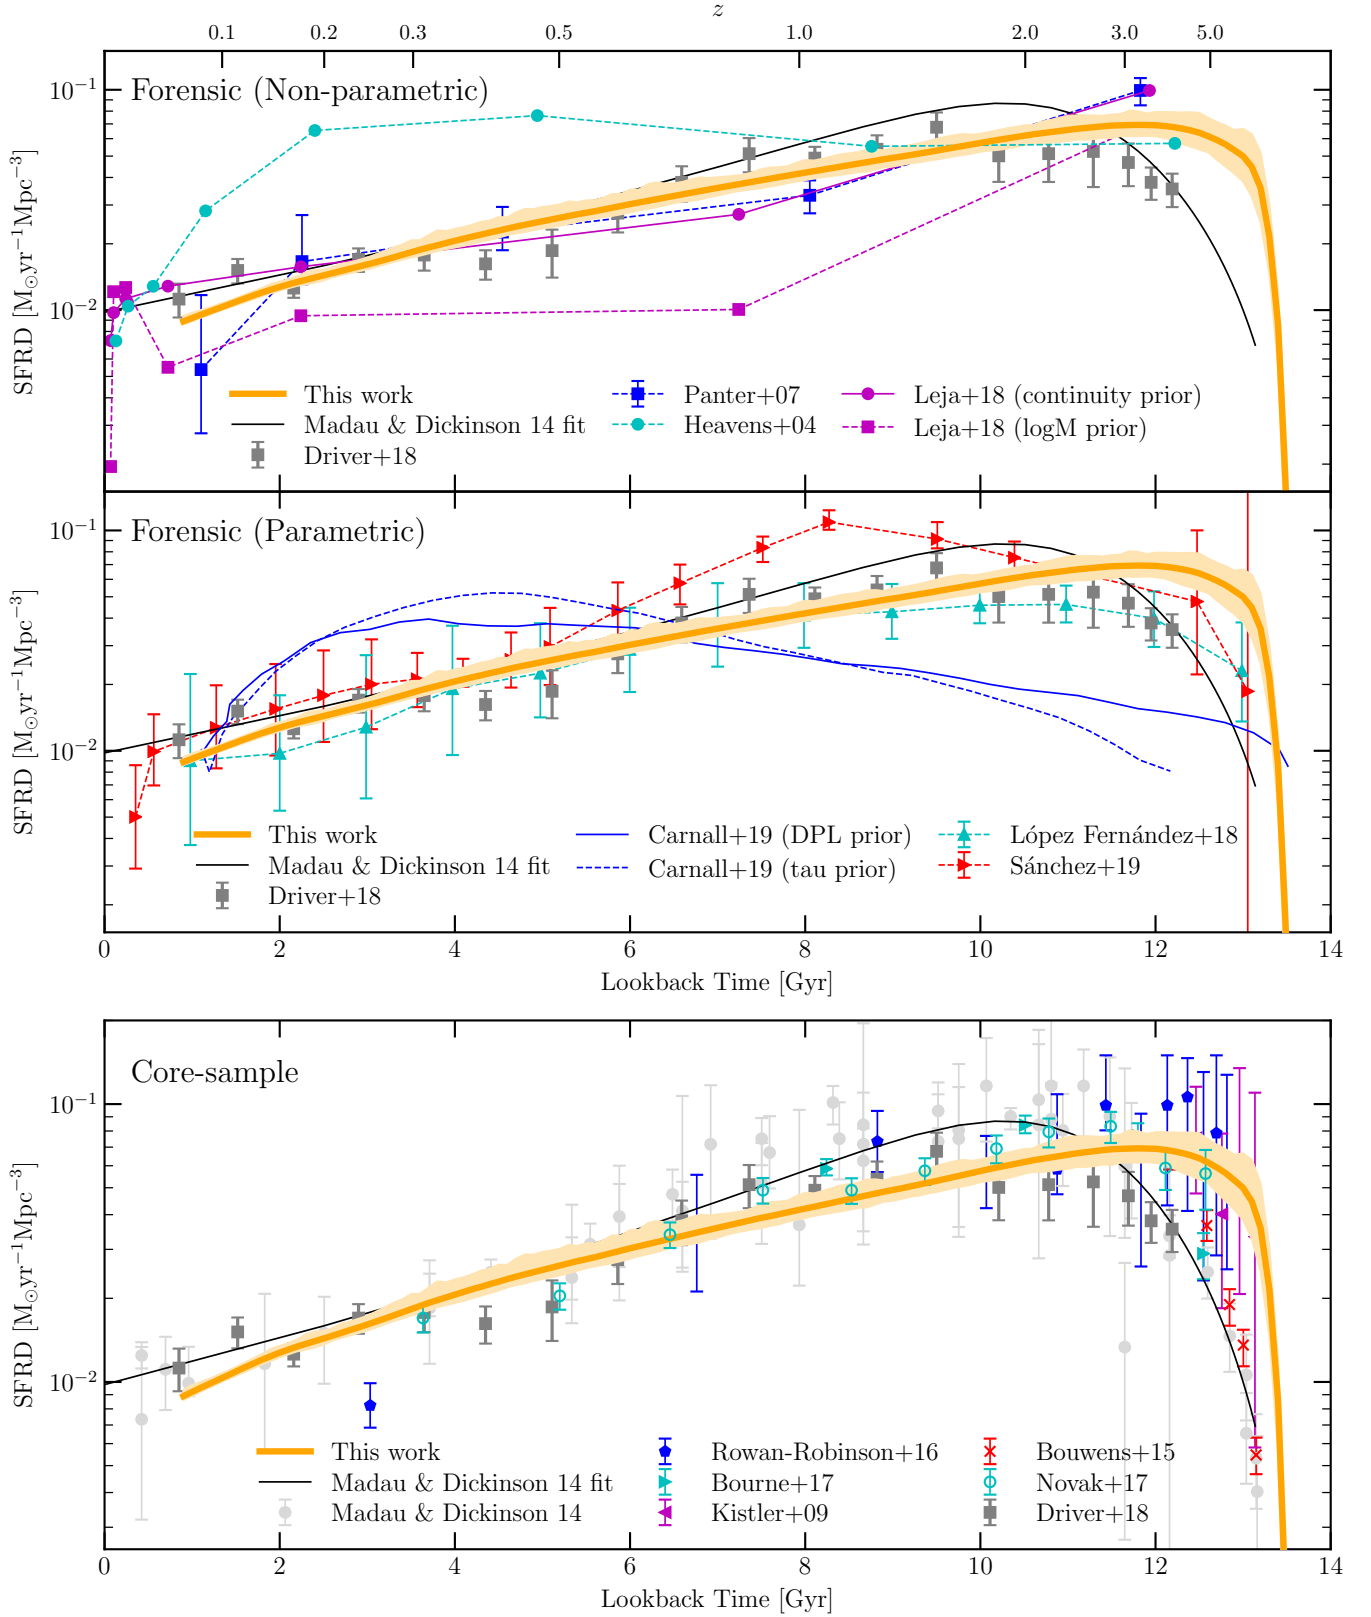 z
0.1 0.2 0.3 0.5 1.0 2.0 3.0 5.0
Forensic (Non-parametric)
10⁻¹
10⁻²
SFRD [M⊙yr⁻¹Mpc⁻³]
This work
Madau & Dickinson 14 fit
Driver+18
Panter+07
Heavens+04
Leja+18 (continuity prior)
Leja+18 (logM prior)
Forensic (Parametric)
10⁻¹
10⁻²
SFRD [M⊙yr⁻¹Mpc⁻³]
This work
Madau & Dickinson 14 fit
Driver+18
Carnall+19 (DPL prior)
Carnall+19 (tau prior)
López Fernández+18
Sánchez+19
0 2 4 6 8 10 12 14
Lookback Time [Gyr]
Core-sample
10⁻¹
10⁻²
SFRD [M⊙yr⁻¹Mpc⁻³]
This work
Madau & Dickinson 14 fit
Madau & Dickinson 14
Rowan-Robinson+16
Bourne+17
Kistler+09
Bouwens+15
Novak+17
Driver+18
0 2 4 6 8 10 12 14
Lookback Time [Gyr]